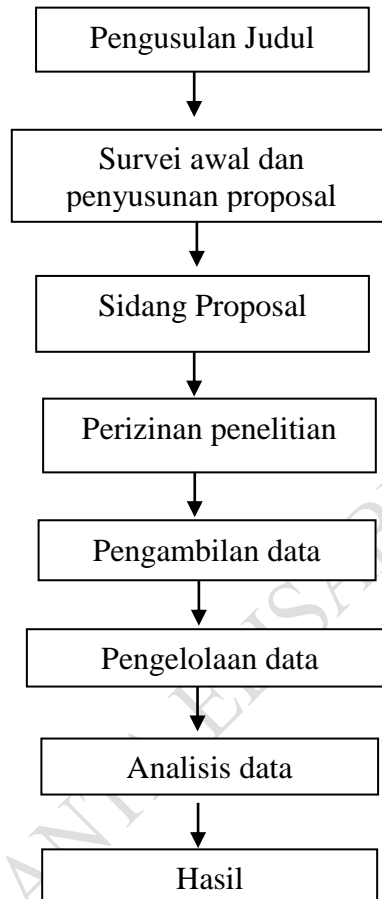 Pengusulan Judul
Survei awal dan
penyusunan proposal
Sidang Proposal
Perizinan penelitian
Pengambilan data
Pengelolaan data
Analisis data
Hasil